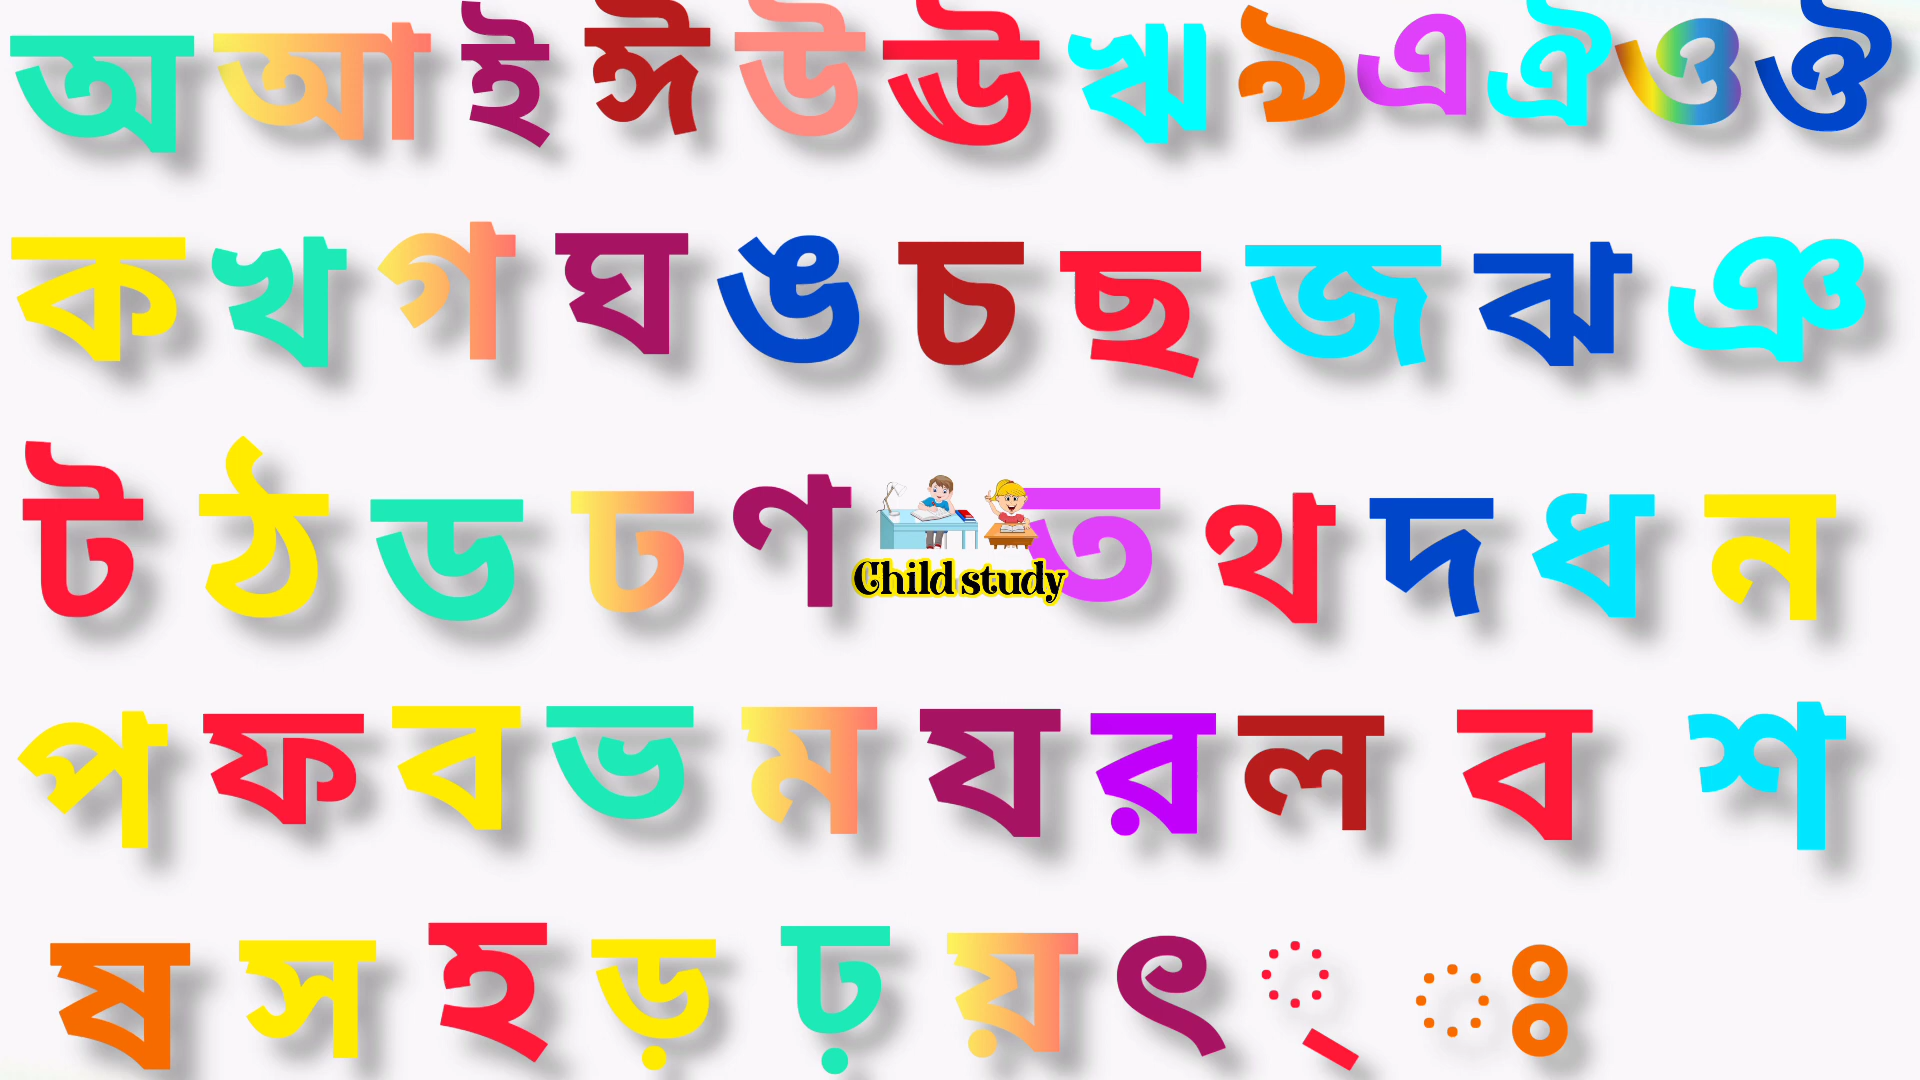 অ আ ই ঈ উ ঊ ঋ ঌ এ ঐ ও ঔ
ক খ গ ঘ ঙ চ ছ জ ঝ ঞ
ট ঠ ড ঢ ণ ত থ দ ধ ন
Child study
প ফ ব ভ ম য র ল ব শ
ষ স হ ড় ঢ় য় ৎ ্ ঃ